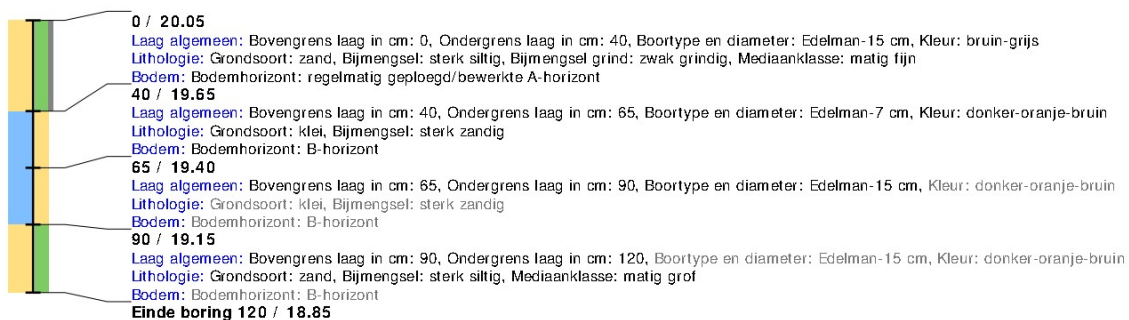 0 / 20.05
Laag algemeen: Bovengrens laag in cm: 0, Ondergrens laag in cm: 40, Boortype en diameter: Edelman-15 cm, Kleur: bruin-grijs
Lithologie: Grondsoort: zand, Bijmengsel: sterk siltig, Bijmengsel grind: zwak grindig, Mediaanklasse: matig fijn
Bodem: Bodemhorizont: regelmatig geploegd/bewerkte A-horizont
40 / 19.65
Laag algemeen: Bovengrens laag in cm: 40, Ondergrens laag in cm: 65, Boortype en diameter: Edelman-7 cm, Kleur: donker-oranje-bruin
Lithologie: Grondsoort: klei, Bijmengsel: sterk zandig
Bodem: Bodemhorizont: B-horizont
65 / 19.40
Laag algemeen: Bovengrens laag in cm: 65, Ondergrens laag in cm: 90, Boortype en diameter: Edelman-15 cm, Kleur: donker-oranje-bruin
Lithologie: Grondsoort: klei, Bijmengsel: sterk zandig
Bodem: Bodemhorizont: B-horizont
90 / 19.15
Laag algemeen: Bovengrens laag in cm: 90, Ondergrens laag in cm: 120, Boortype en diameter: Edelman-15 cm, Kleur: donker-oranje-bruin
Lithologie: Grondsoort: zand, Bijmengsel: sterk siltig, Mediaanklasse: matig grof
Bodem: Bodemhorizont: B-horizont
Einde boring 120 / 18.85